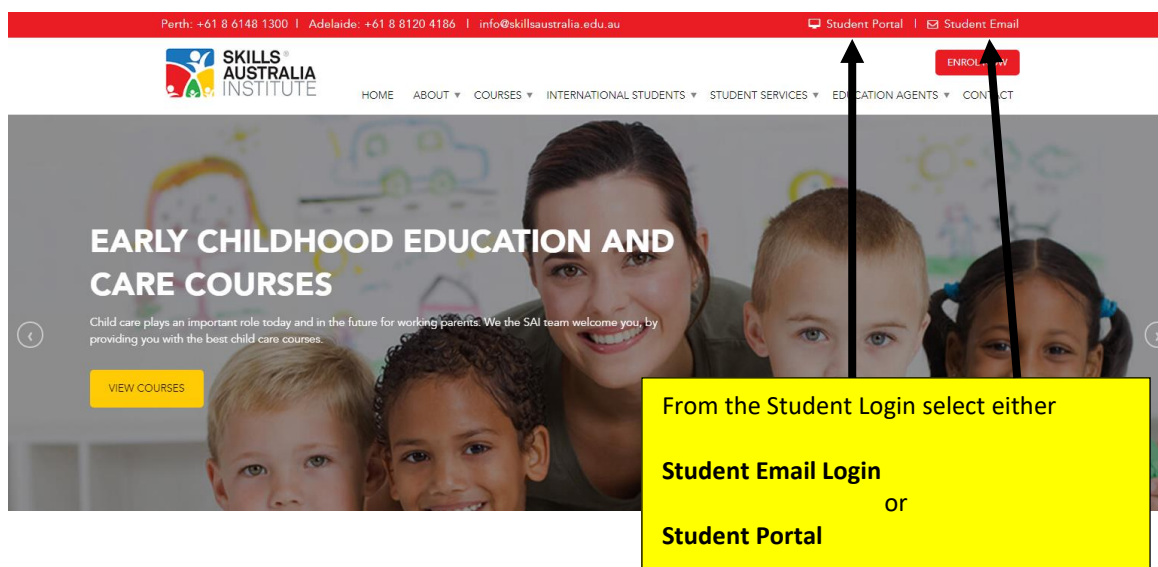 Perth: +61 8 6148 1300 | Adelaide: +61 8 8120 4186 | info@skillsaustralia.edu.au Student Portal | Student Email
SKILLS®
AUSTRALIA
INSTITUTE
ENROL NOW
HOME ABOUT COURSES INTERNATIONAL STUDENTS STUDENT SERVICES EDUCATION AGENTS CONTACT
EARLY CHILDHOOD EDUCATION AND
CARE COURSES
Child care plays an important role today and in the future for working parents. We the SAI team welcome you, by
providing you with the best child care courses.
VIEW COURSES
From the Student Login select either
Student Email Login
or
Student Portal